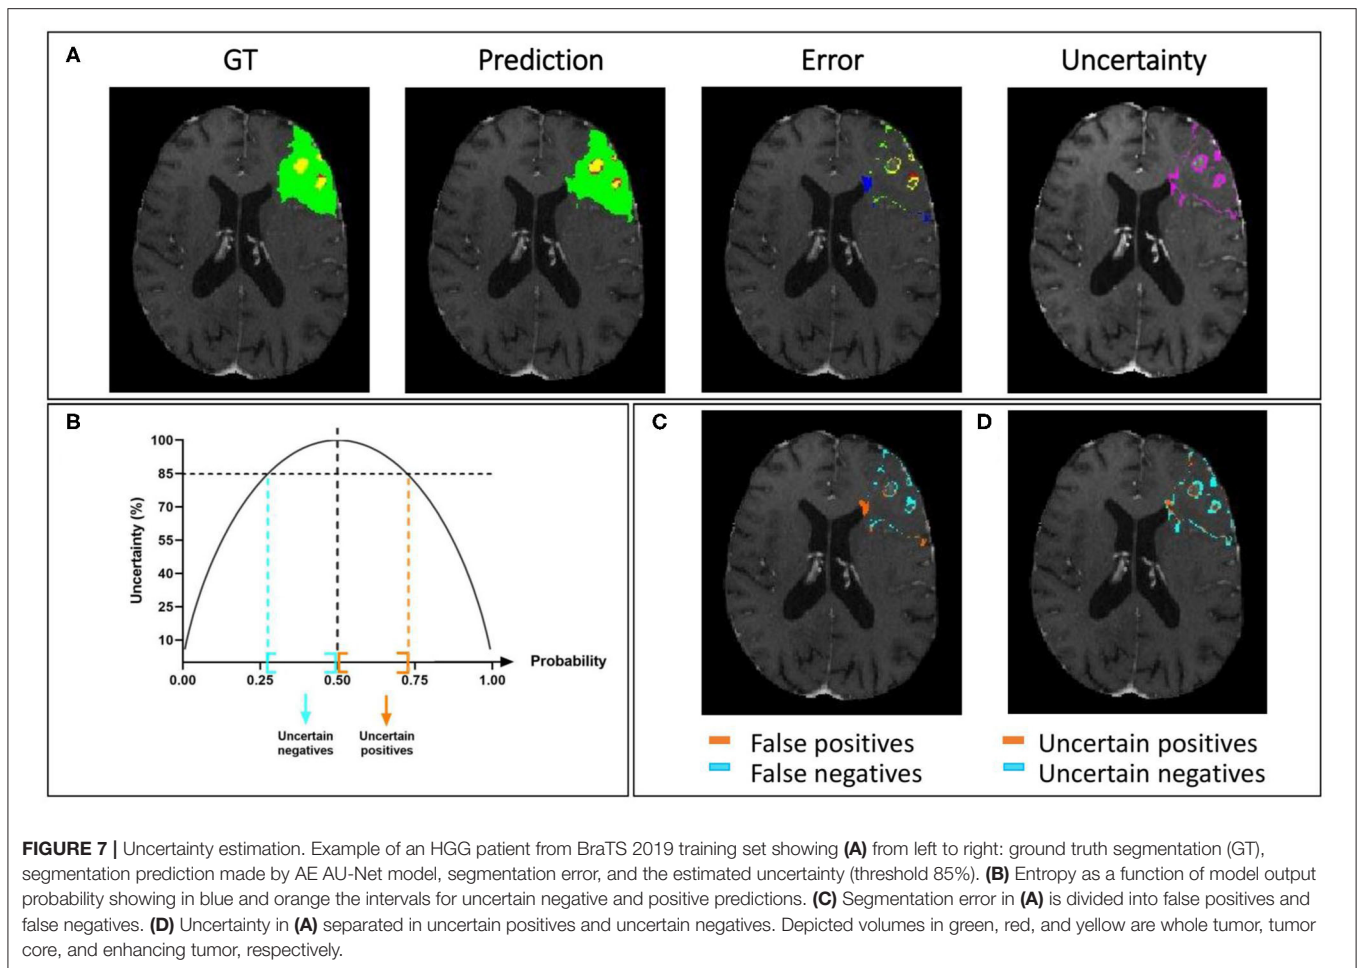 A
GT
Prediction
Error
Uncertainty
B
Uncertainty (%)
100
85
70
55
40
25
10
0.00
0.25
0.50
0.75
1.00
Probability
Uncertain
negatives
Uncertain
positives
C
False positives
False negatives
D
Uncertain positives
Uncertain negatives
FIGURE 7 | Uncertainty estimation. Example of an HGG patient from BraTS 2019 training set showing (A) from left to right: ground truth segmentation (GT),
segmentation prediction made by AE AU-Net model, segmentation error, and the estimated uncertainty (threshold 85%). (B) Entropy as a function of model output
probability showing in blue and orange the intervals for uncertain negative and positive predictions. (C) Segmentation error in (A) is divided into false positives and
false negatives. (D) Uncertainty in (A) separated in uncertain positives and uncertain negatives. Depicted volumes in green, red, and yellow are whole tumor, tumor
core, and enhancing tumor, respectively.